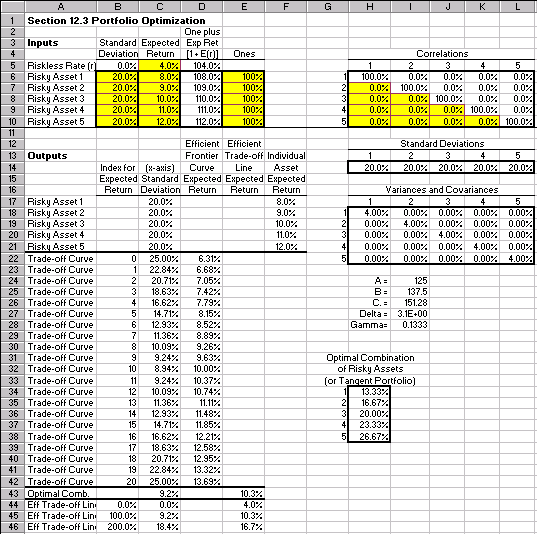 A B C D E F G H I J K L
1 Section 12.3 Portfolio Optimization
2 One plus
3 Inputs Standard Expected Exp Ret
4 Deviation Return [1+ E(r)] Ones Correlations
5 Riskless Rate (r) 0.0% 4.0% 104.0% 1 2 3 4 5
6 Risky Asset 1 20.0% 8.0% 108.0% 100% 1 100.0% 0.0% 0.0% 0.0% 0.0%
7 Risky Asset 2 20.0% 9.0% 109.0% 100% 2 0.0% 100.0% 0.0% 0.0% 0.0%
8 Risky Asset 3 20.0% 10.0% 110.0% 100% 3 0.0% 0.0% 100.0% 0.0% 0.0%
9 Risky Asset 4 20.0% 11.0% 111.0% 100% 4 0.0% 0.0% 0.0% 100.0% 0.0%
10 Risky Asset 5 20.0% 12.0% 112.0% 100% 5 0.0% 0.0% 0.0% 0.0% 100.0%
11
12 Efficient Efficient Standard Deviations
13 Outputs Frontier Trade-off Individual 1 2 3 4 5
14 Index for (x-axis) Curve Line Asset 20.0% 20.0% 20.0% 20.0% 20.0%
15 Expected Standard Expected Expected Expected
16 Return Deviation Return Return Return Variances and Covariances
17 Risky Asset 1 20.0% 8.0% 1 2 3 4 5
18 Risky Asset 2 20.0% 9.0% 1 4.00% 0.00% 0.00% 0.00% 0.00%
19 Risky Asset 3 20.0% 10.0% 2 0.00% 4.00% 0.00% 0.00% 0.00%
20 Risky Asset 4 20.0% 11.0% 3 0.00% 0.00% 4.00% 0.00% 0.00%
21 Risky Asset 5 20.0% 12.0% 4 0.00% 0.00% 0.00% 4.00% 0.00%
22 Trade-off Curve 0 25.00% 6.31% 5 0.00% 0.00% 0.00% 0.00% 4.00%
23 Trade-off Curve 1 22.84% 6.68%
24 Trade-off Curve 2 20.71% 7.05% A = 125
25 Trade-off Curve 3 18.63% 7.42% B = 137.5
26 Trade-off Curve 4 16.62% 7.79% C. = 151.28
27 Trade-off Curve 5 14.71% 8.15% Delta = 3.1E+00
28 Trade-off Curve 6 12.93% 8.52% Gamma= 0.1333
29 Trade-off Curve 7 11.36% 8.89%
30 Trade-off Curve 8 10.09% 9.26%
31 Trade-off Curve 9 9.24% 9.63% Optimal Combination
32 Trade-off Curve 10 8.94% 10.00% of Risky Assets
33 Trade-off Curve 11 9.24% 10.37% (or Tangent Portfolio)
34 Trade-off Curve 12 10.09% 10.74% 1 13.33%
35 Trade-off Curve 13 11.36% 11.11% 2 16.67%
36 Trade-off Curve 14 12.93% 11.48% 3 20.00%
37 Trade-off Curve 15 14.71% 11.85% 4 23.33%
38 Trade-off Curve 16 16.62% 12.21% 5 26.67%
39 Trade-off Curve 17 18.63% 12.58%
40 Trade-off Curve 18 20.71% 12.95%
41 Trade-off Curve 19 22.84% 13.32%
42 Trade-off Curve 20 25.00% 13.69%
43 Optimal Comb. 9.2% 10.3%
44 Eff Trade-off Lin 0.0% 0.0% 4.0%
45 Eff Trade-off Lin 100.0% 9.2% 10.3%
46 Eff Trade-off Lin 200.0% 18.4% 16.7%